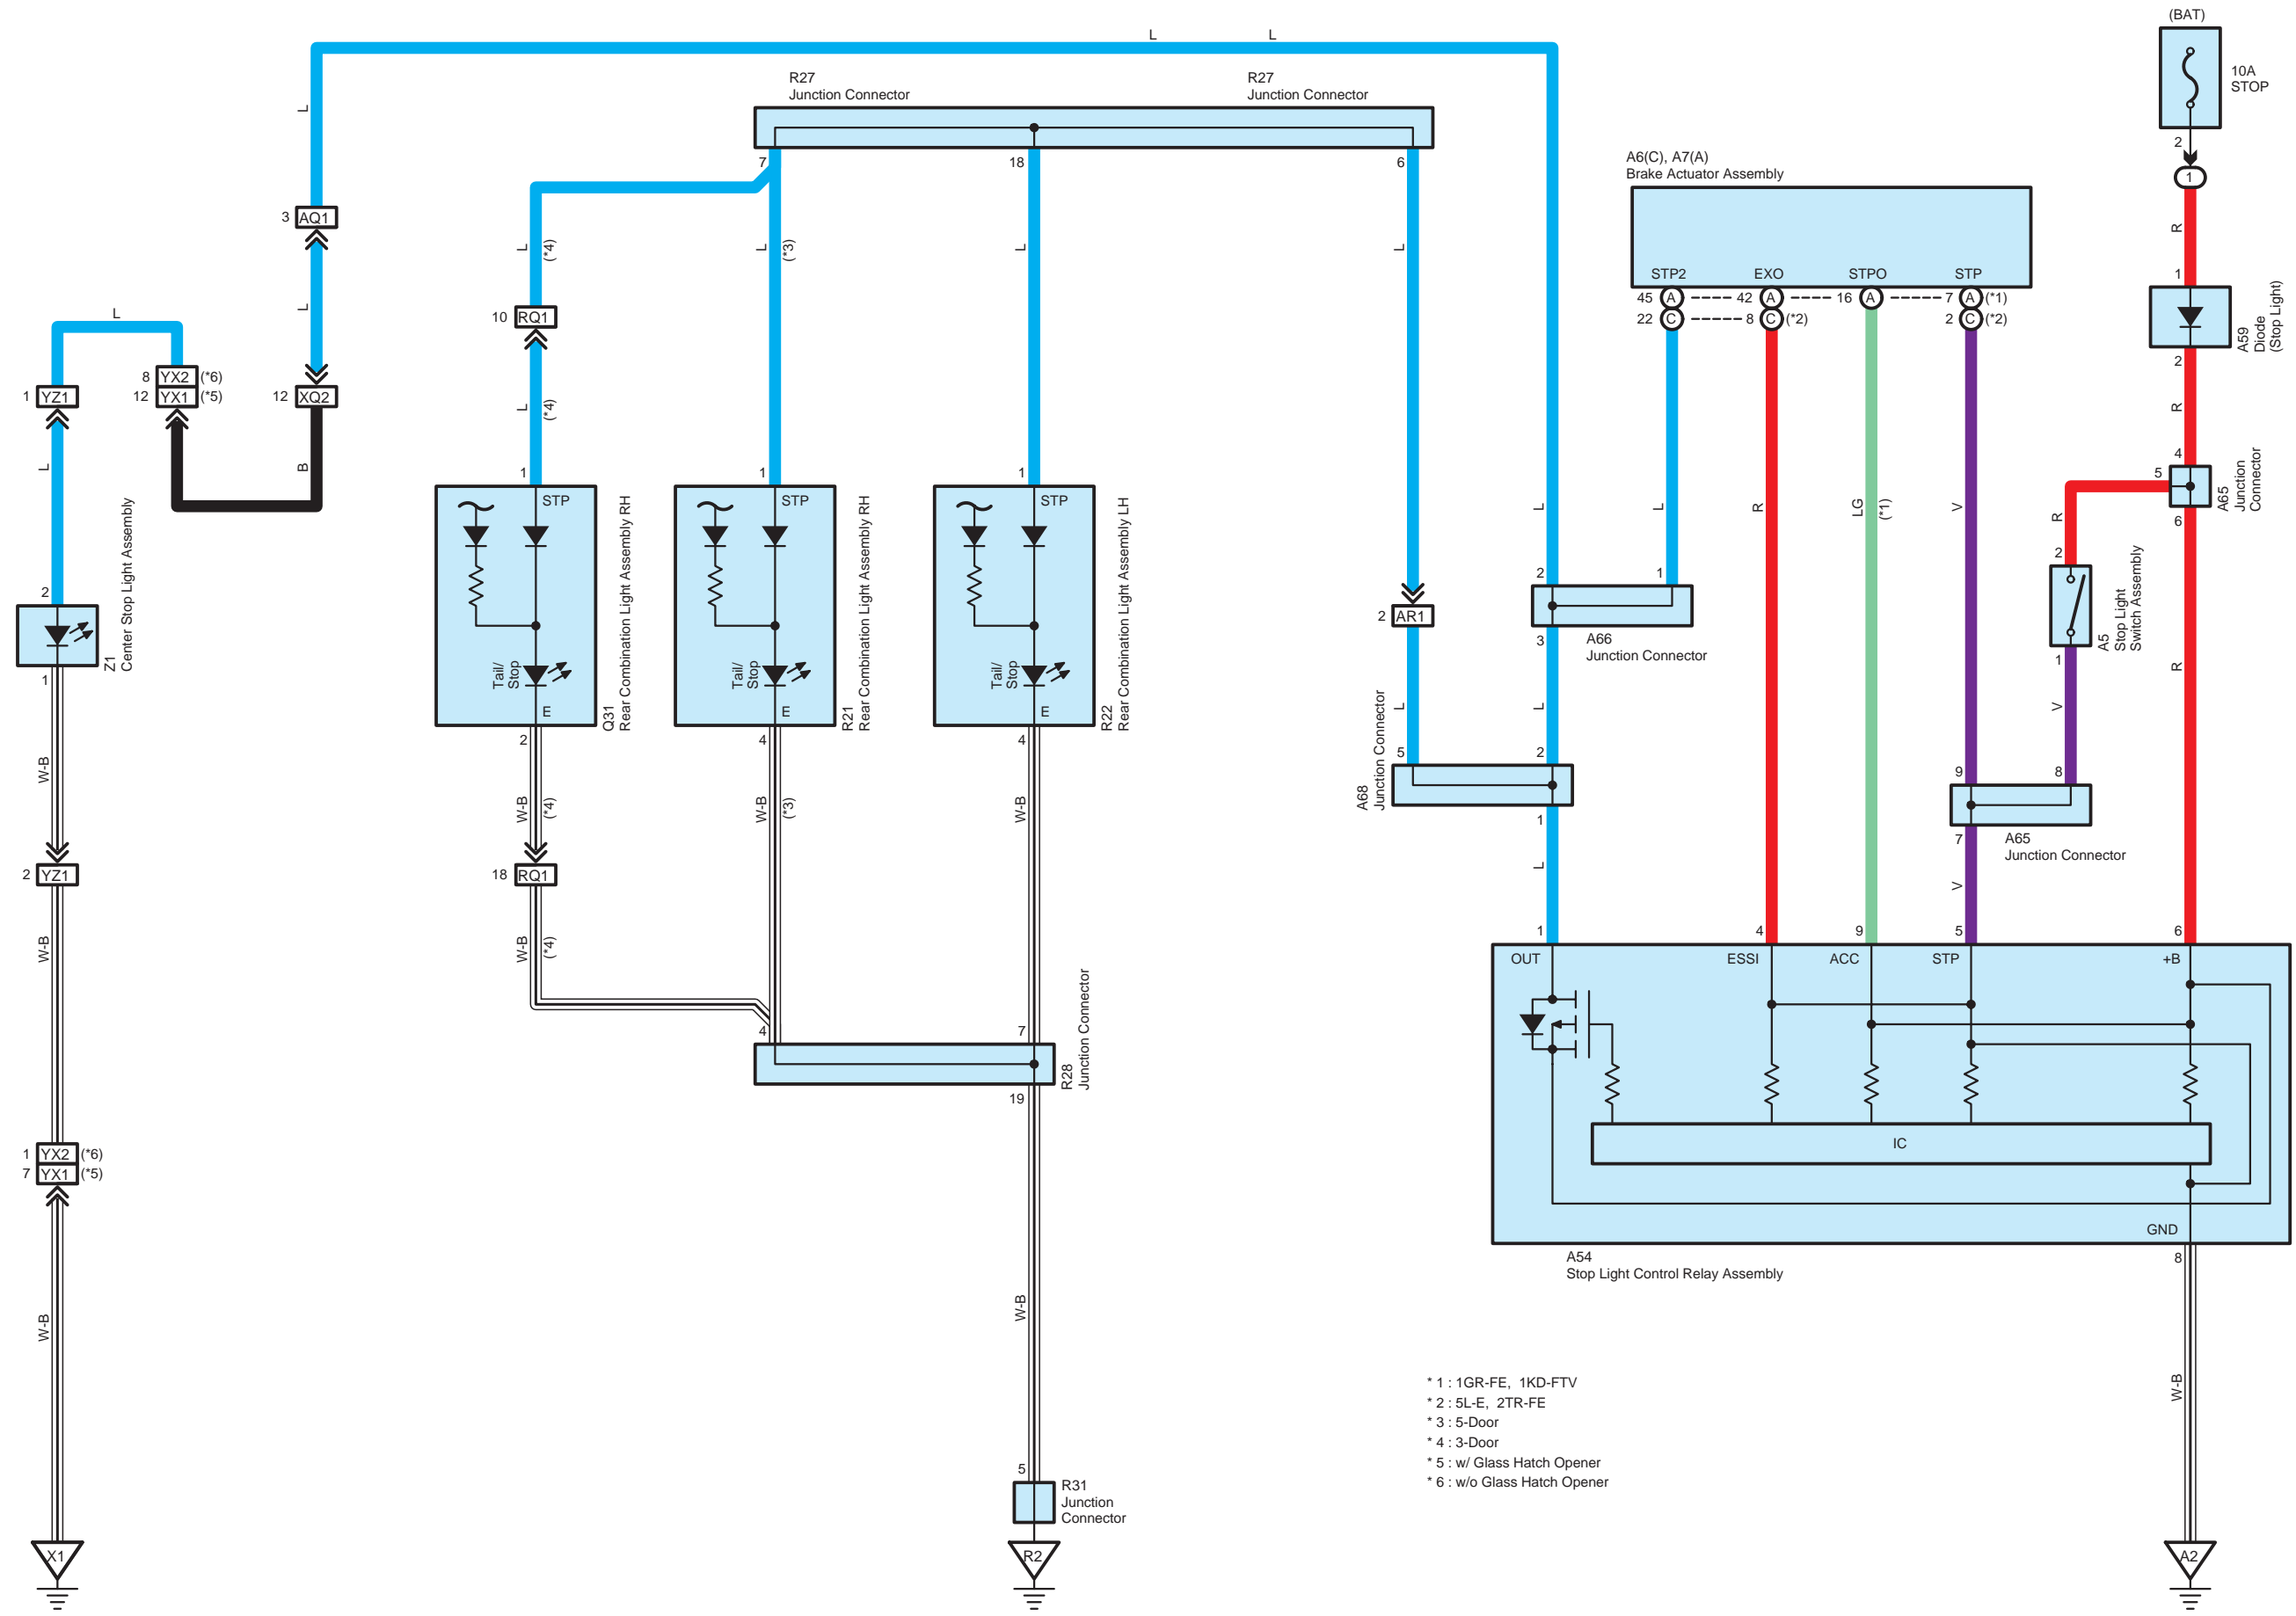 (BAT)
10A
STOP
2
1
R
1
A59
Diode
(Stop Light)
2
R
4
5
A65
Junction
Connector
6
R
2
A5
Stop Light
Switch Assembly
1
V
R
L
L
R27
Junction Connector
R27
Junction Connector
7
18
6
A6(C), A7(A)
Brake Actuator Assembly
STP2
EXO
STPO
STP
45 A
42 A
16 A
7 A (*1)
22 C
8 C (*2)
2 C (*2)
L
3 AQ1
L
L
8 YX2 (*6)
12 YX1 (*5)
1 YZ1
12 XQ2
L
B
L (*4)
10 RQ1
L (*4)
L (*3)
L
L
1
STP
Tail/
Stop
E
2
Q31
Rear Combination Light Assembly RH
1
STP
Tail/
Stop
E
4
R21
Rear Combination Light Assembly RH
1
STP
Tail/
Stop
E
4
R22
Rear Combination Light Assembly LH
2
1
Z1
Center Stop Light Assembly
L
L
R
LG (*1)
V
2 AR1
2
1
3
A66
Junction Connector
L
L
5
2
1
A68
Junction Connector
9
8
7
A65
Junction Connector
L
V
W-B
2 YZ1
W-B
1 YX2 (*6)
7 YX1 (*5)
W-B
X1
W-B (*4)
18 RQ1
W-B (*4)
W-B (*3)
W-B
4
7
19
R28
Junction Connector
W-B
5
R31
Junction
Connector
R2
1
4
9
5
6
OUT
ESSI
ACC
STP
+B
IC
GND
8
A54
Stop Light Control Relay Assembly
W-B
A2
* 1 : 1GR-FE, 1KD-FTV
* 2 : 5L-E, 2TR-FE
* 3 : 5-Door
* 4 : 3-Door
* 5 : w/ Glass Hatch Opener
* 6 : w/o Glass Hatch Opener